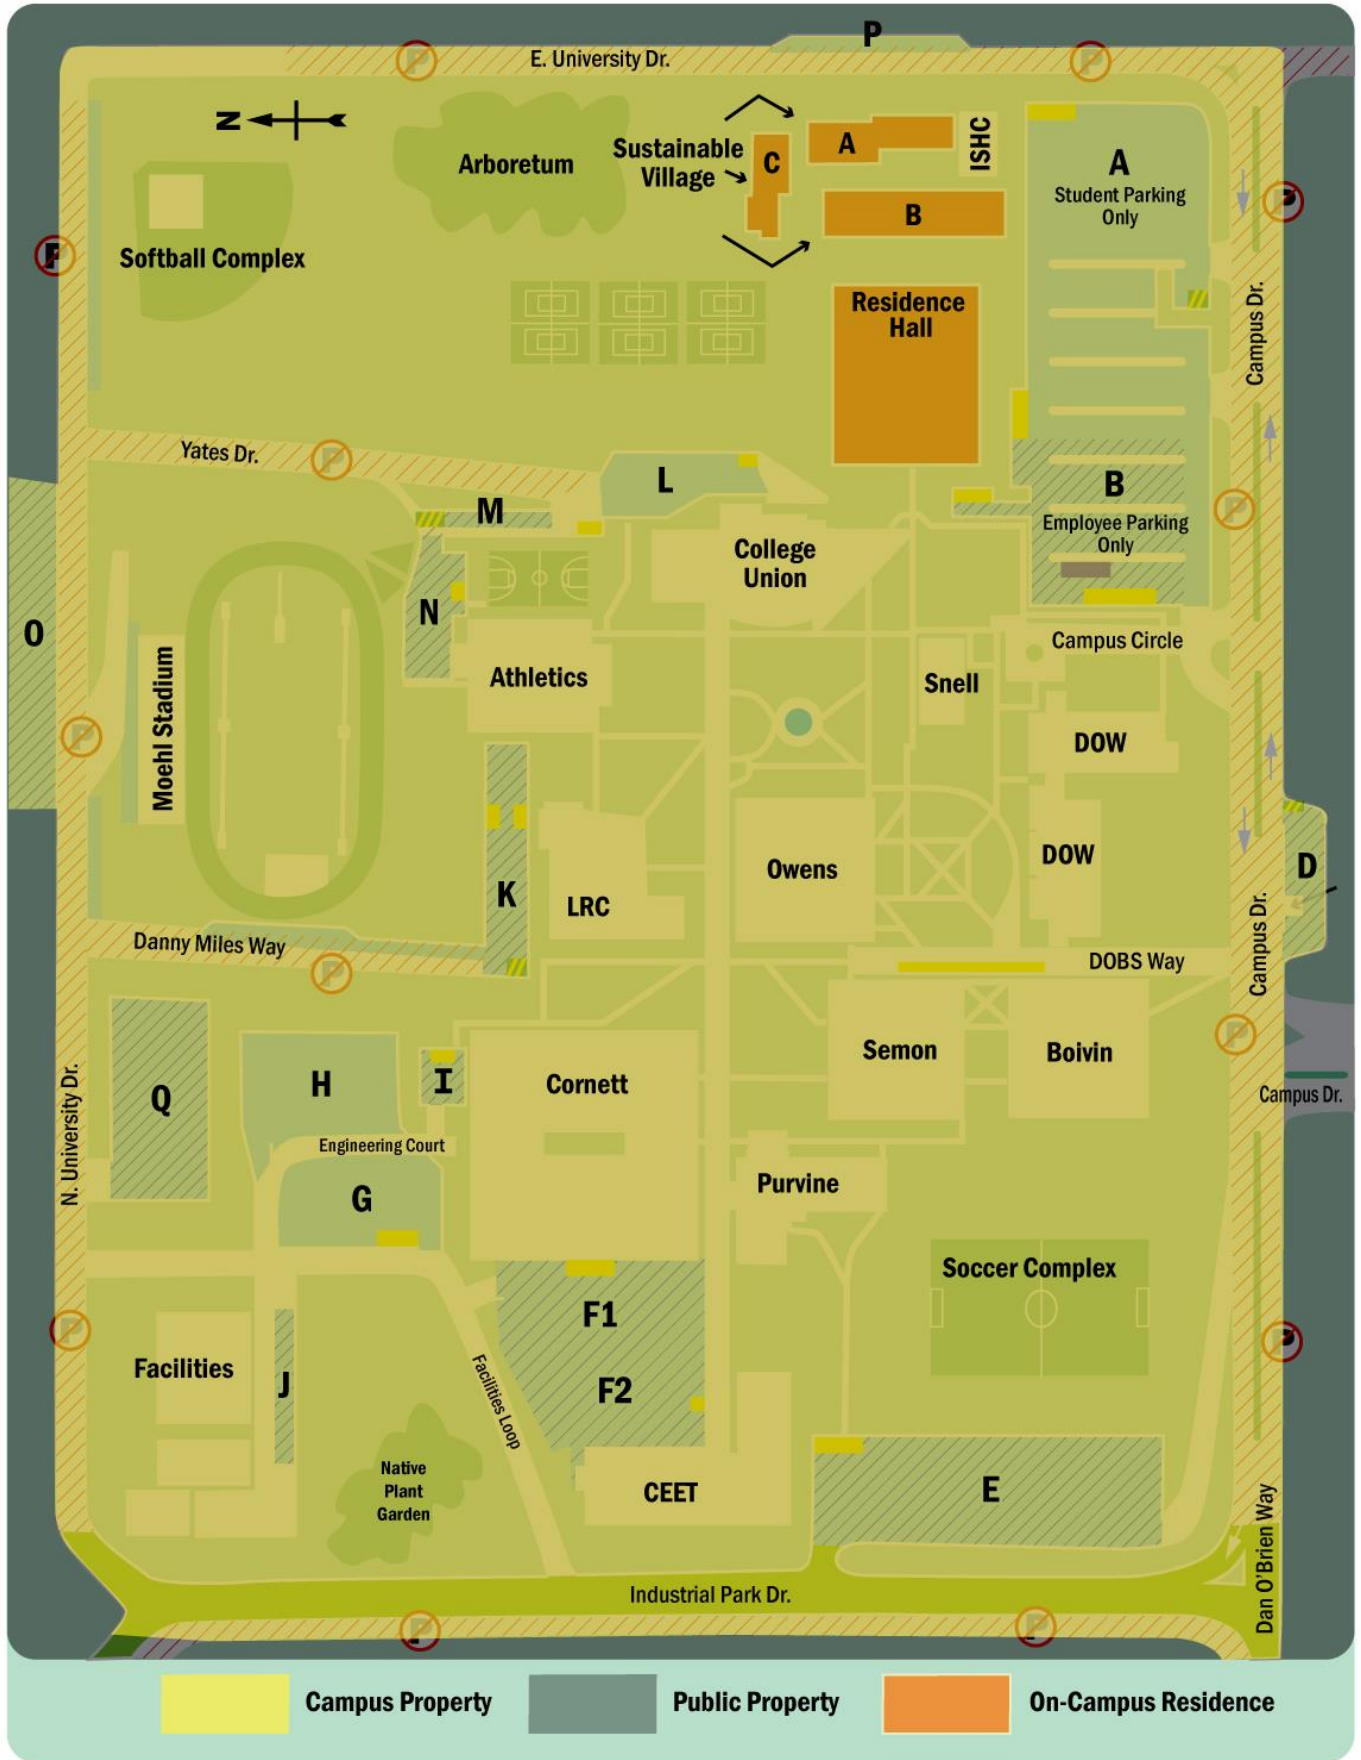 P
E. University Dr.
P
P
N
Arboretum
Sustainable
Village
C
A
ISHC
B
A
Student Parking
Only
P
P
Softball Complex
Residence
Hall
Campus Dr.
Yates Dr.
P
L
M
B
Employee Parking
Only
P
College
Union
O
N
Campus Circle
Athletics
Snell
Moehl Stadium
P
DOW
DOW
Owens
D
K
LRC
Campus Dr.
Danny Miles Way
P
DOBS Way
Semon
Boivin
P
Q
H
I
Cornett
Campus Dr.
N. University Dr.
Engineering Court
G
Purvine
Soccer Complex
F1
P
P
Facilities
J
F2
Facilities Loop
Native
Plant
Garden
CEET
E
Industrial Park Dr.
Dan O'Brien Way
P
P
Campus Property
Public Property
On-Campus Residence